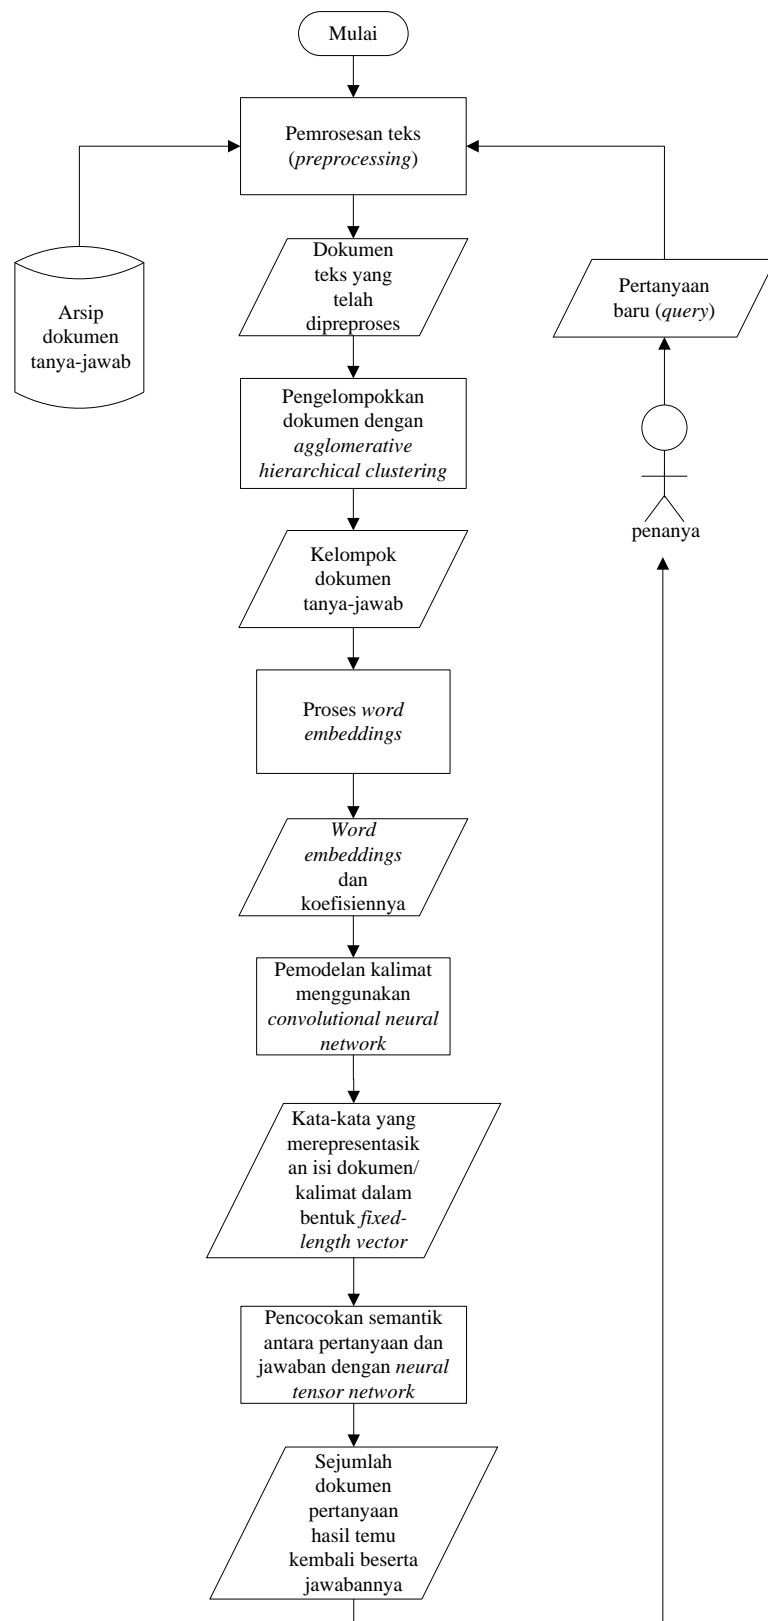 Mulai
Pemrosesan teks
(preprocessing)
Arsip
dokumen
tanya-jawab
Dokumen
teks yang
telah
dipreproses
Pertanyaan
baru (query)
penanya
Pengelompokkan
dokumen dengan
agglomerative
hierarchical clustering
Kelompok
dokumen
tanya-jawab
Proses word
embeddings
Word
embeddings
dan
koefisiennya
Pemodelan kalimat
menggunakan
convolutional neural
network
Kata-kata yang
merepresentasik
an isi dokumen/
kalimat dalam
bentuk fixed-
length vector
Pencocokan semantik
antara pertanyaan dan
jawaban dengan neural
tensor network
Sejumlah
dokumen
pertanyaan
hasil temu
kembali beserta
jawabannya